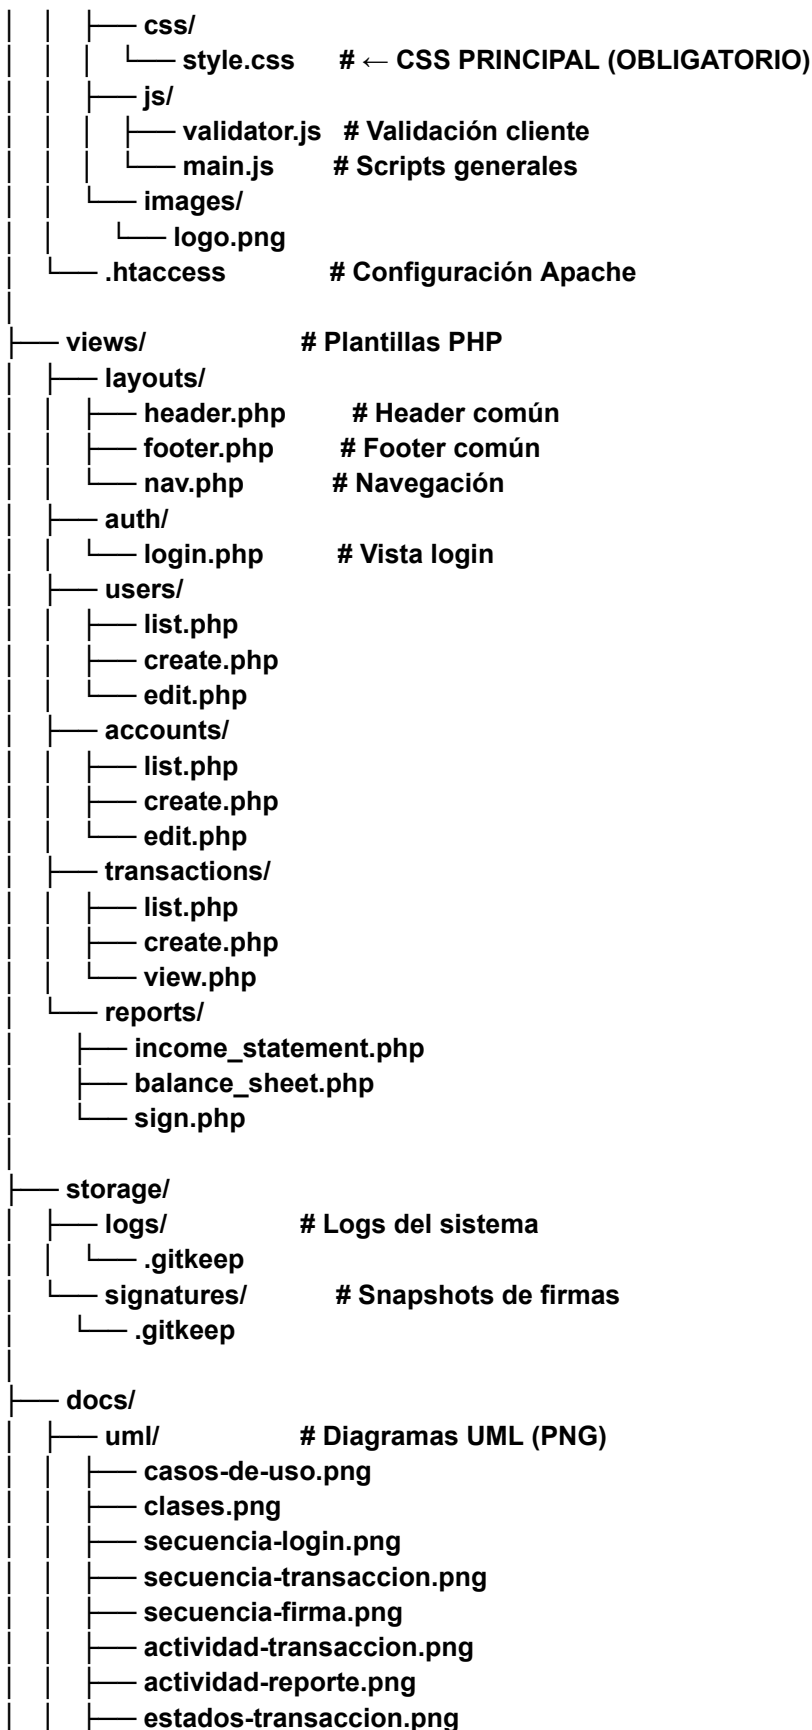 │   │   ├── css/
│   │   │   └── style.css      # ← CSS PRINCIPAL (OBLIGATORIO)
│   │   ├── js/
│   │   │   ├── validator.js   # Validación cliente
│   │   │   └── main.js        # Scripts generales
│   │   └── images/
│   │       └── logo.png
│   └── .htaccess              # Configuración Apache
│
├── views/                     # Plantillas PHP
│   ├── layouts/
│   │   ├── header.php         # Header común
│   │   ├── footer.php         # Footer común
│   │   └── nav.php            # Navegación
│   ├── auth/
│   │   └── login.php          # Vista login
│   ├── users/
│   │   ├── list.php
│   │   ├── create.php
│   │   └── edit.php
│   ├── accounts/
│   │   ├── list.php
│   │   ├── create.php
│   │   └── edit.php
│   ├── transactions/
│   │   ├── list.php
│   │   ├── create.php
│   │   └── view.php
│   └── reports/
│       ├── income_statement.php
│       ├── balance_sheet.php
│       └── sign.php
│
├── storage/
│   ├── logs/                  # Logs del sistema
│   │   └── .gitkeep
│   └── signatures/            # Snapshots de firmas
│       └── .gitkeep
│
├── docs/
│   ├── uml/                   # Diagramas UML (PNG)
│   │   ├── casos-de-uso.png
│   │   ├── clases.png
│   │   ├── secuencia-login.png
│   │   ├── secuencia-transaccion.png
│   │   ├── secuencia-firma.png
│   │   ├── actividad-transaccion.png
│   │   ├── actividad-reporte.png
│   │   ├── estados-transaccion.png